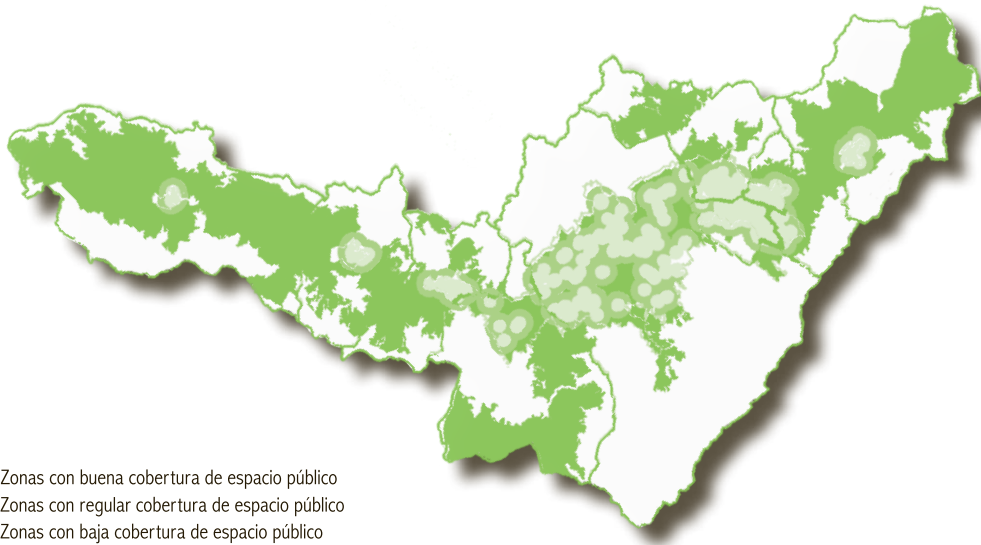 Zonas con buena cobertura de espacio público
Zonas con regular cobertura de espacio público
Zonas con baja cobertura de espacio público